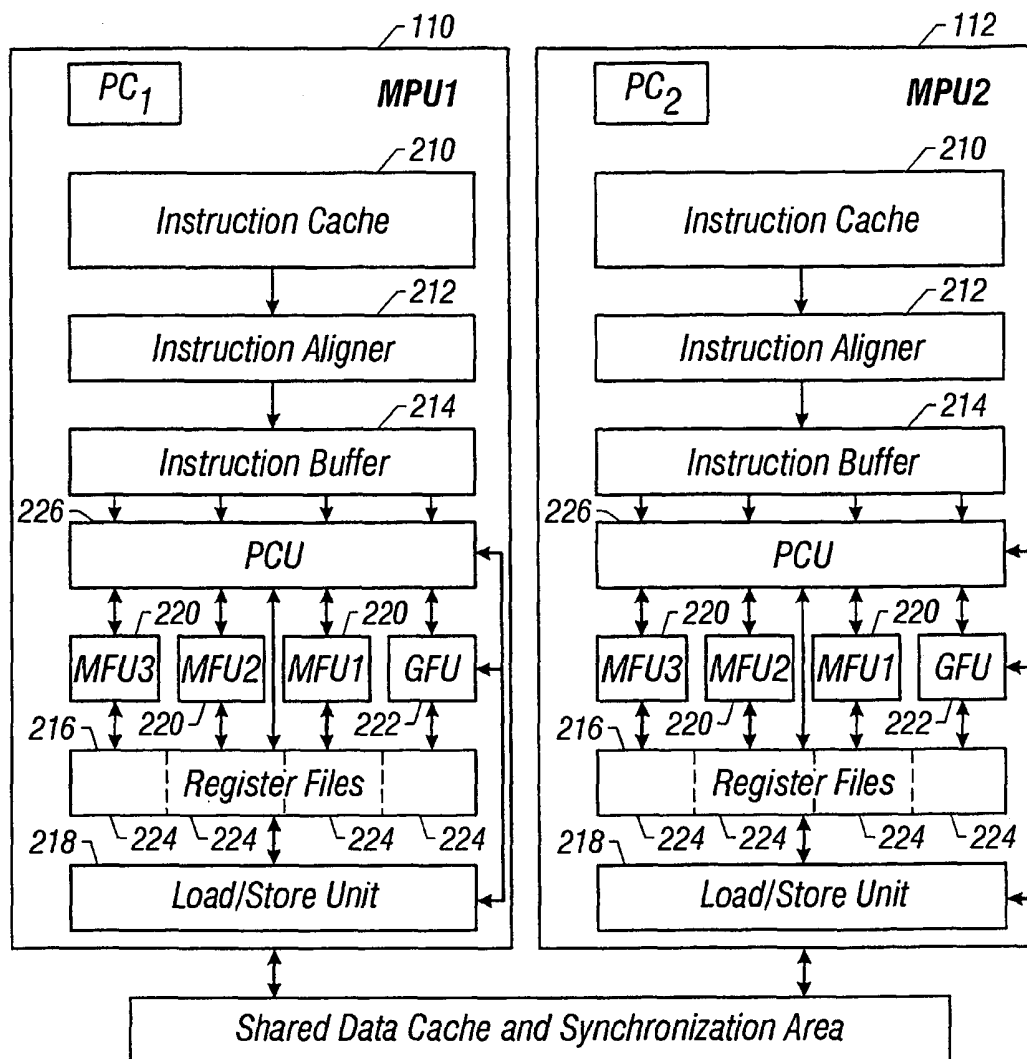 110
PC1
MPU1
210
Instruction Cache
212
Instruction Aligner
214
Instruction Buffer
226
PCU
220
220
MFU3
MFU2
MFU1
GFU
220
222
216
Register Files
224
224
224
224
218
Load/Store Unit
112
PC2
MPU2
210
Instruction Cache
212
Instruction Aligner
214
Instruction Buffer
226
PCU
220
220
MFU3
MFU2
MFU1
GFU
220
222
216
Register Files
224
224
224
224
218
Load/Store Unit
Shared Data Cache and Synchronization Area